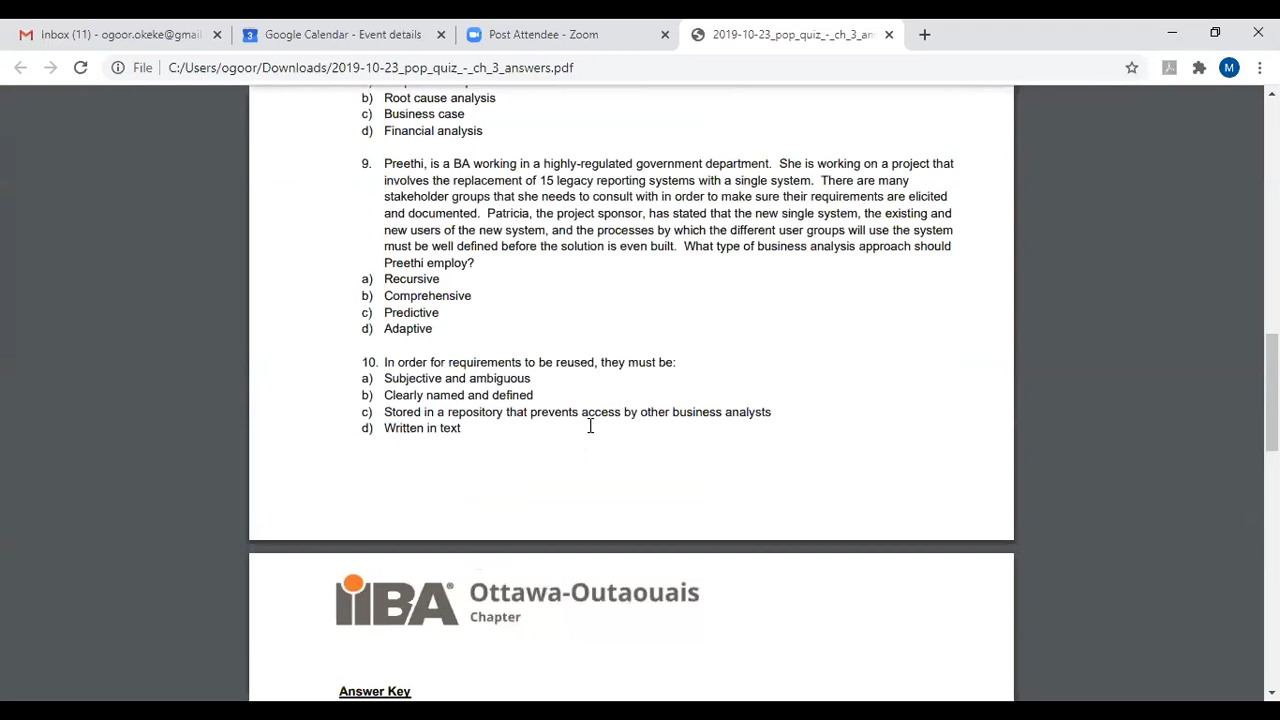 Inbox (11) - ogoor.okeke@gmail
Google Calendar - Event details
Post Attendee - Zoom
2019-10-23_pop_quiz_-_ch_3_an
File
C:/Users/ogoor/Downloads/2019-10-23_pop_quiz_-_ch_3_answers.pdf
M
b) Root cause analysis
c) Business case
d) Financial analysis
9. Preethi, is a BA working in a highly-regulated government department. She is working on a project that
involves the replacement of 15 legacy reporting systems with a single system. There are many
stakeholder groups that she needs to consult with in order to make sure their requirements are elicited
and documented. Patricia, the project sponsor, has stated that the new single system, the existing and
new users of the new system, and the processes by which the different user groups will use the system
must be well defined before the solution is even built. What type of business analysis approach should
Preethi employ?
a) Recursive
b) Comprehensive
c) Predictive
d) Adaptive
10. In order for requirements to be reused, they must be:
a) Subjective and ambiguous
b) Clearly named and defined
c) Stored in a repository that prevents access by other business analysts
d) Written in text
iiBA®
Ottawa-Outaouais
Chapter
Answer Key